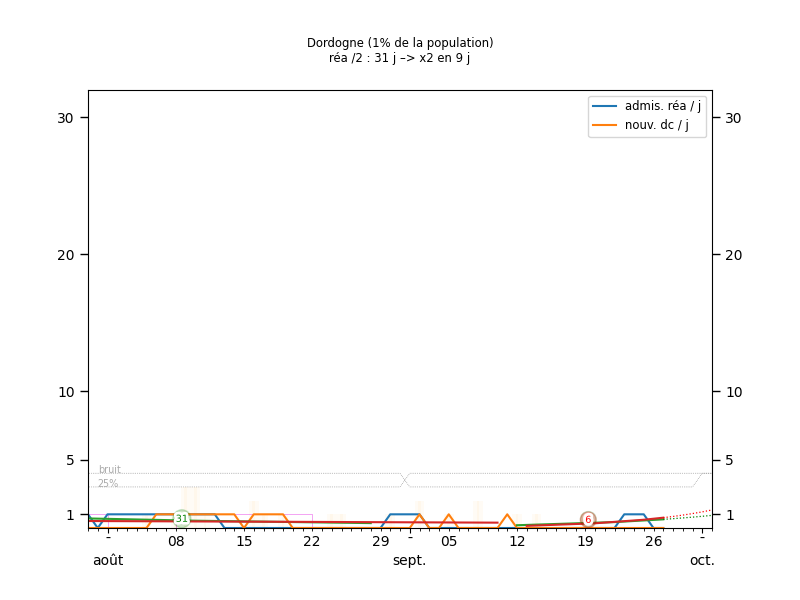 Dordogne (1% de la population)
réa /2 : 31 j –> x2 en 9 j
admis. réa / j
nouv. dc / j
30 30
20 20
10 10
5 5
bruit
25%
1 31 6 1
- 08 15 22 29 - 05 12 19 26 -
août sept. oct.